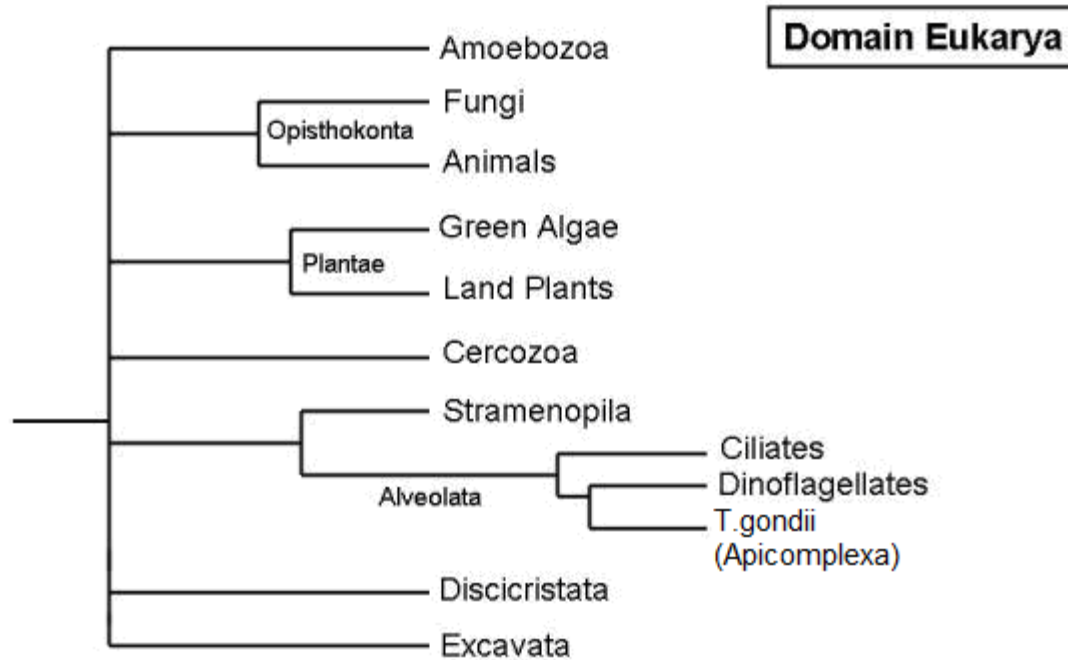 Domain Eukarya
Amoebozoa
Fungi
Opisthokonta
Animals
Green Algae
Plantae
Land Plants
Cercozoa
Stramenopila
Ciliates
Dinoflagellates
Alveolata
T.gondii
(Apicomplexa)
Discicristata
Excavata